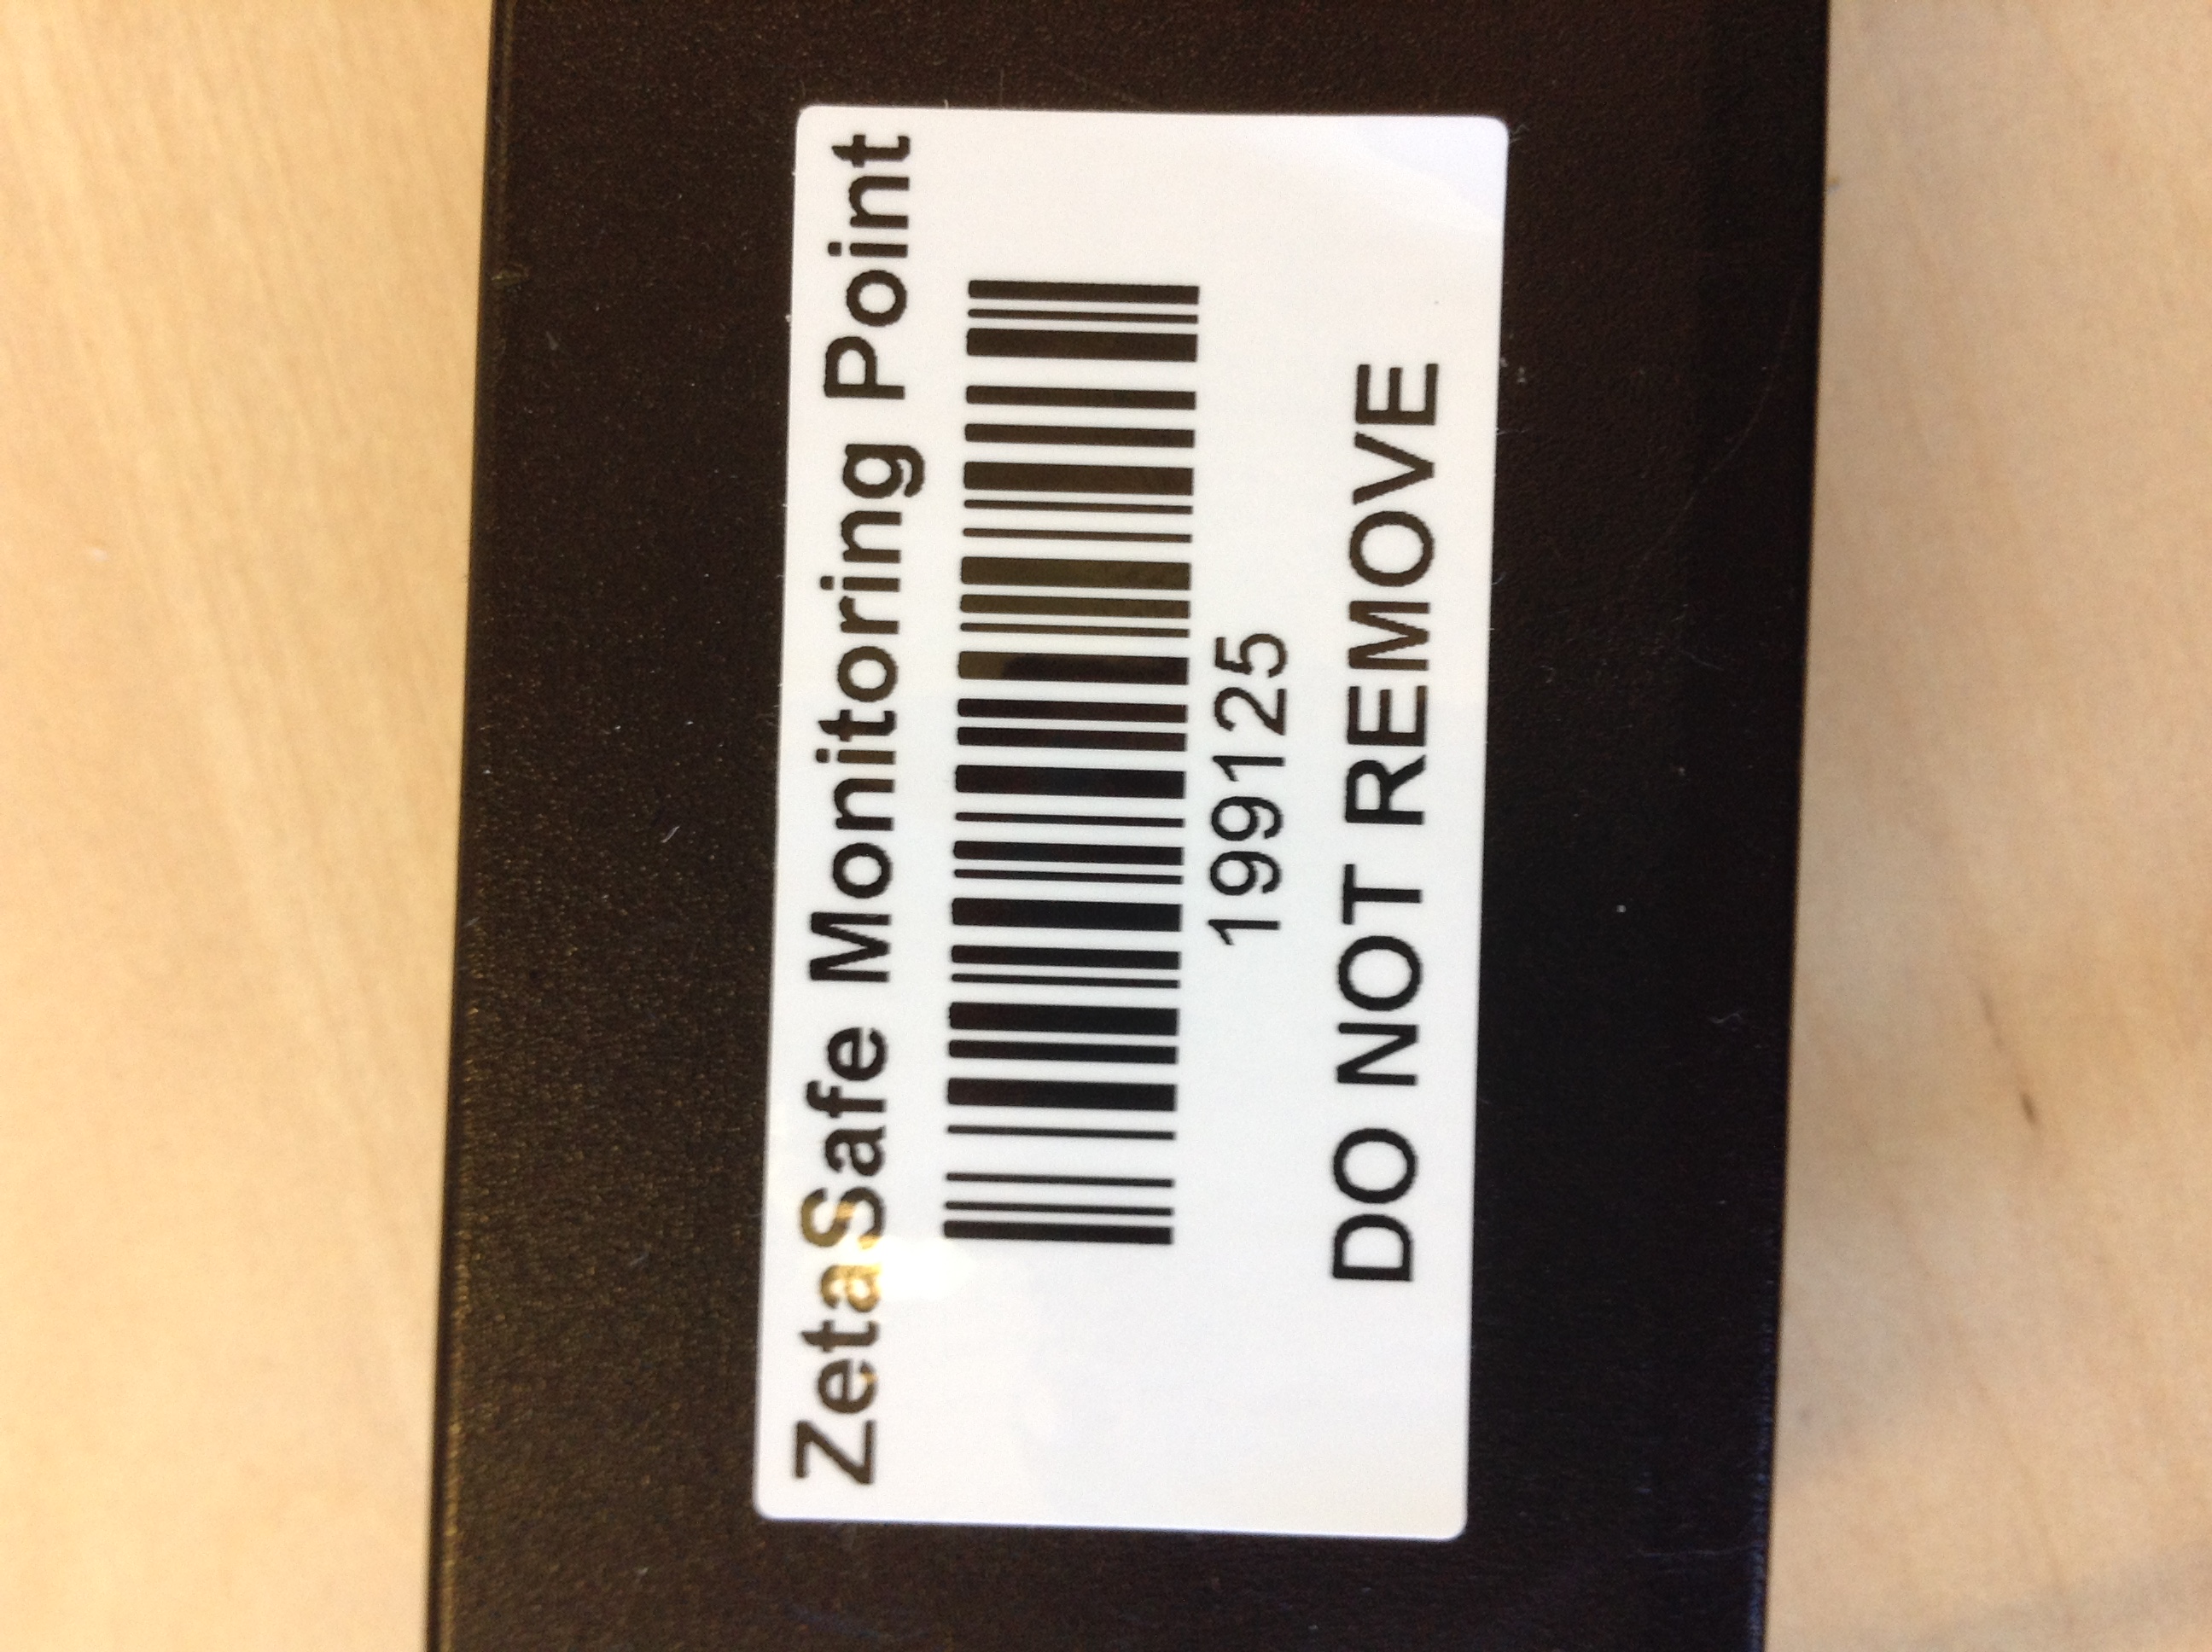 ZetaSafe Monitoring Point
199125
DO NOT REMOVE